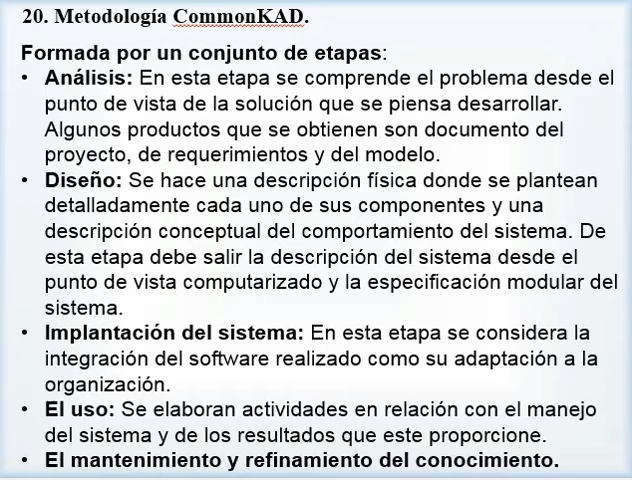 20. Metodología CommonKAD.
Formada por un conjunto de etapas:
• Análisis: En esta etapa se comprende el problema desde el
punto de vista de la solución que se piensa desarrollar.
Algunos productos que se obtienen son documento del
proyecto, de requerimientos y del modelo.
• Diseño: Se hace una descripción física donde se plantean
detalladamente cada uno de sus componentes y una
descripción conceptual del comportamiento del sistema. De
esta etapa debe salir la descripción del sistema desde el
punto de vista computarizado y la especificación modular del
sistema.
• Implantación del sistema: En esta etapa se considera la
integración del software realizado como su adaptación a la
organización.
• El uso: Se elaboran actividades en relación con el manejo
del sistema y de los resultados que este proporcione.
• El mantenimiento y refinamiento del conocimiento.